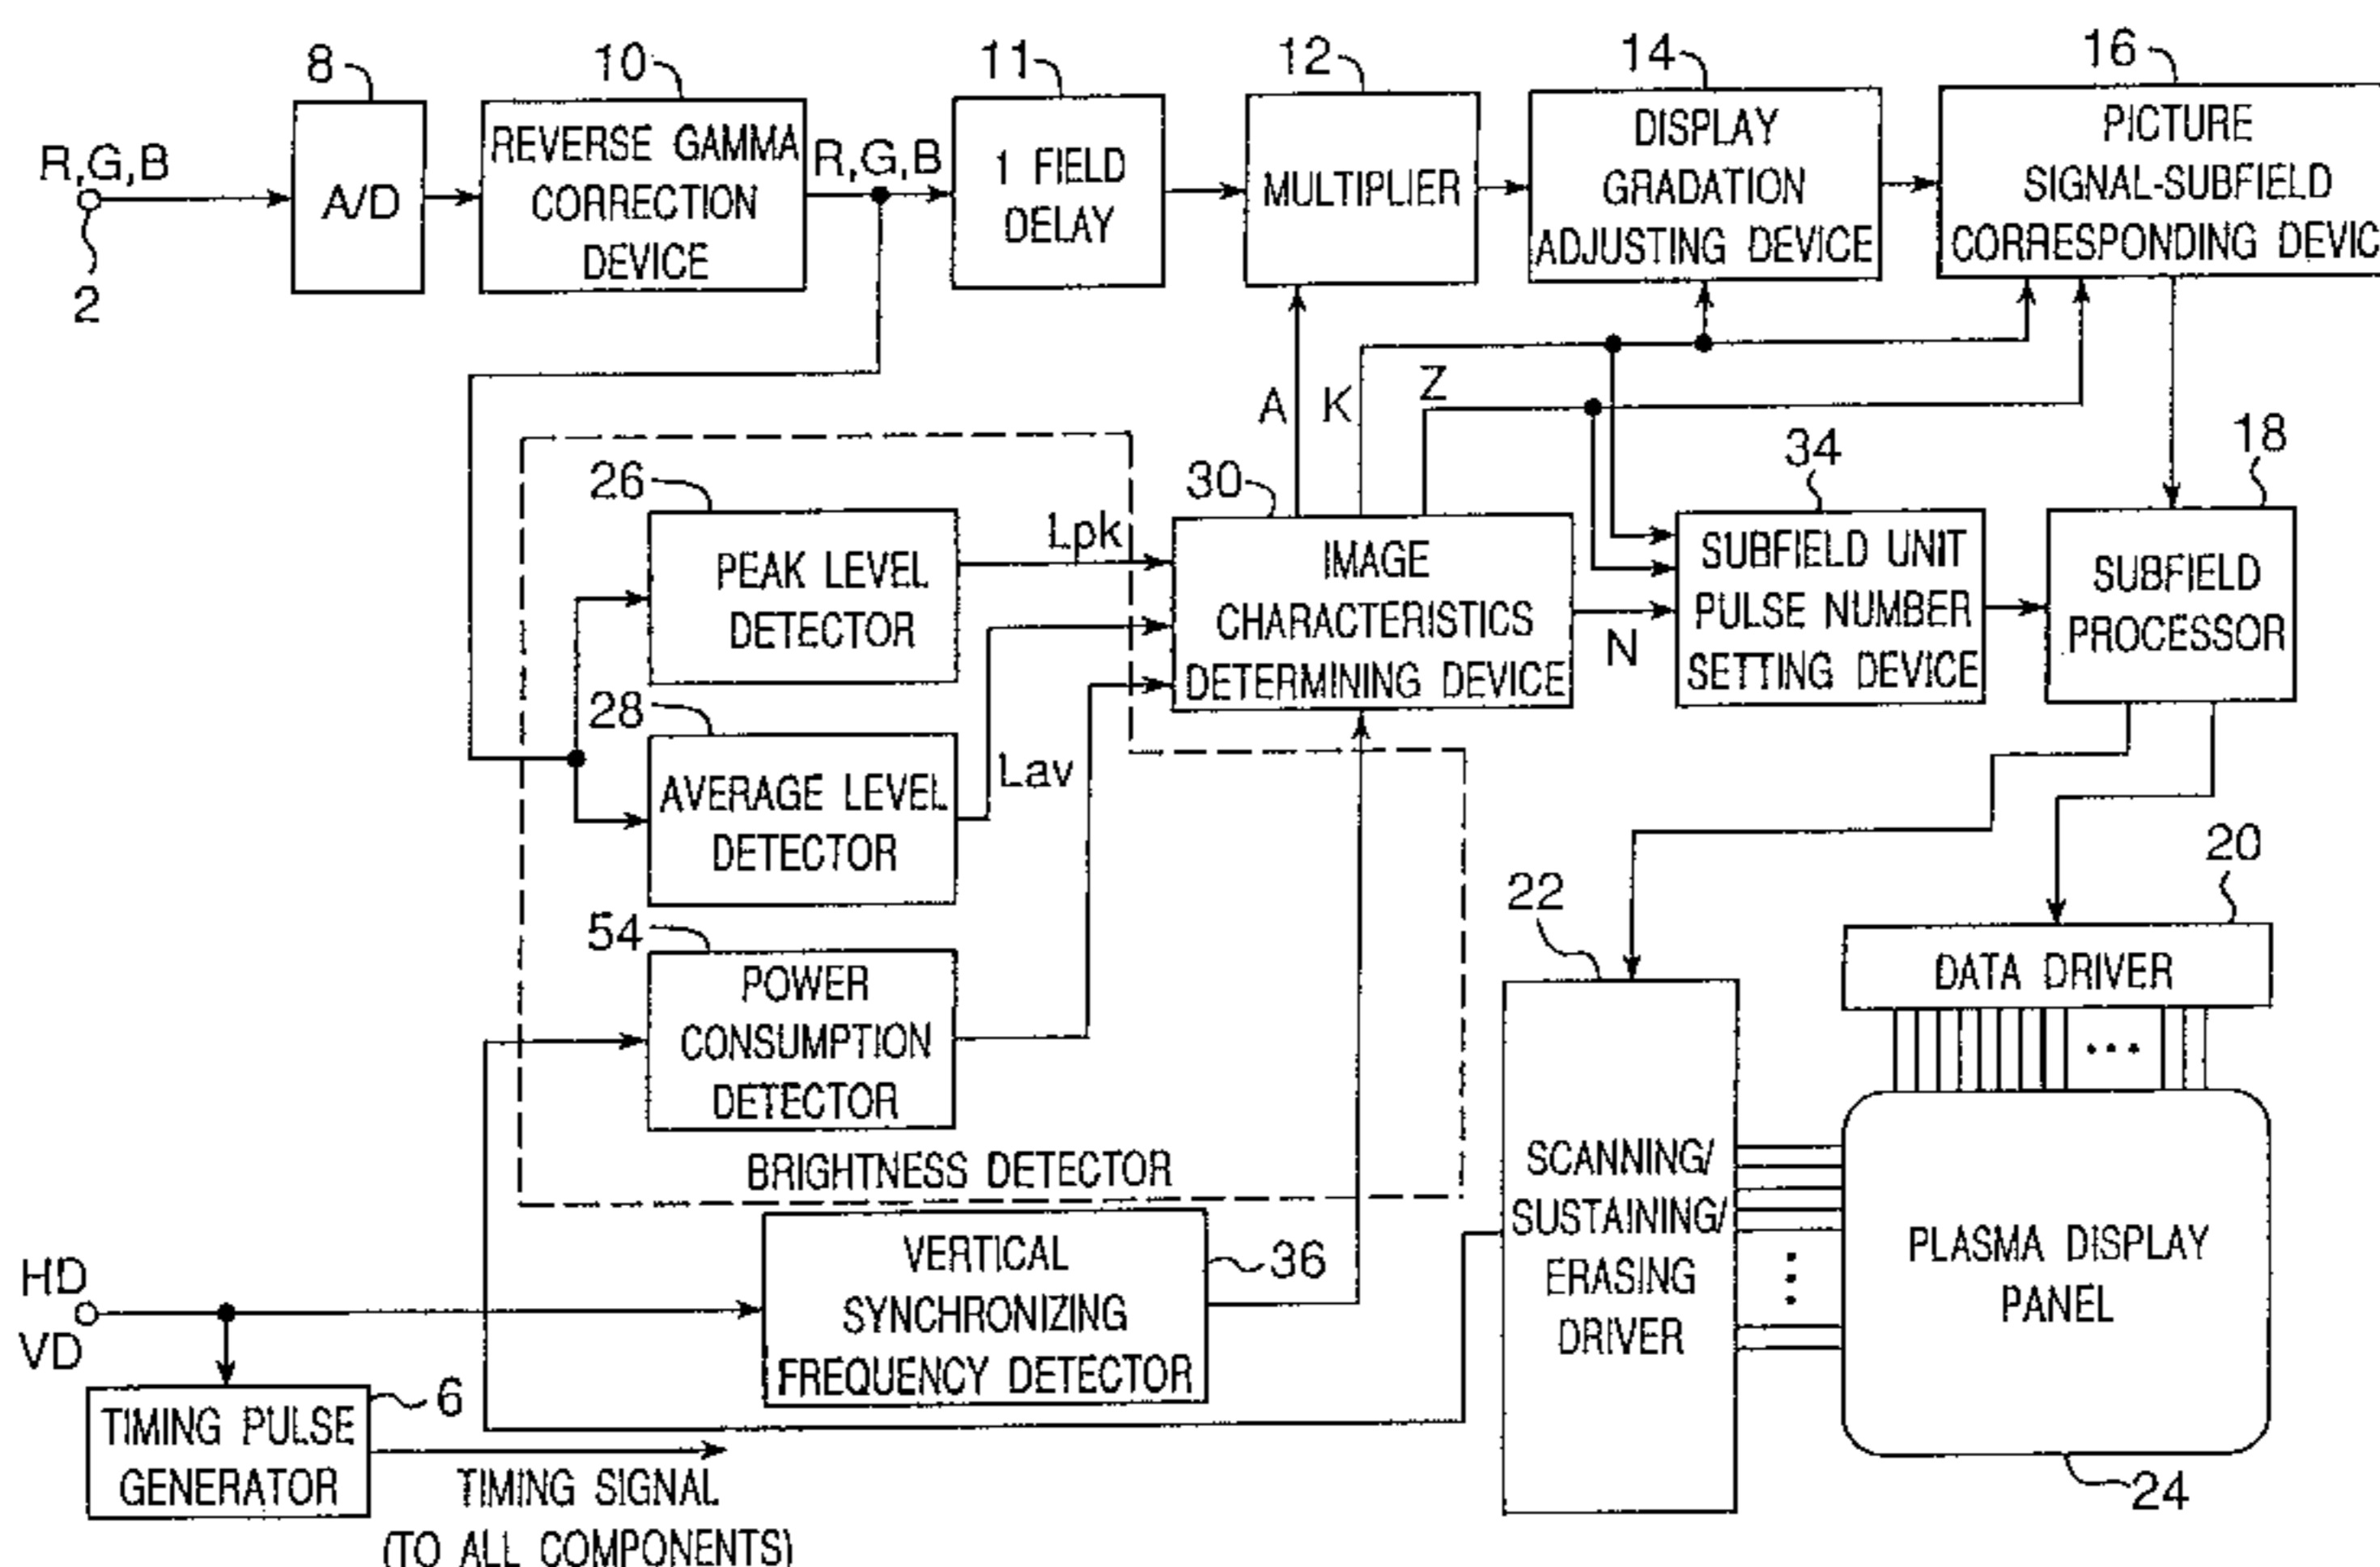 8
10
11
12
14
16
R,G,B
2
A/D
REVERSE GAMMA
CORRECTION
DEVICE
R,G,B
1 FIELD
DELAY
MULTIPLIER
DISPLAY
GRADATION
ADJUSTING DEVICE
PICTURE
SIGNAL-SUBFIELD
CORRESPONDING DEVIC
A
K
Z
26
PEAK LEVEL
DETECTOR
Lpk
28
AVERAGE LEVEL
DETECTOR
Lav
54
POWER
CONSUMPTION
DETECTOR
BRIGHTNESS DETECTOR
30
IMAGE
CHARACTERISTICS
DETERMINING DEVICE
N
34
SUBFIELD UNIT
PULSE NUMBER
SETTING DEVICE
18
SUBFIELD
PROCESSOR
22
SCANNING/
SUSTAINING/
ERASING
DRIVER
20
DATA DRIVER
PLASMA DISPLAY
PANEL
24
HD
VD
VERTICAL
SYNCHRONIZING
FREQUENCY DETECTOR
36
6
TIMING PULSE
GENERATOR
TIMING SIGNAL
(TO ALL COMPONENTS)